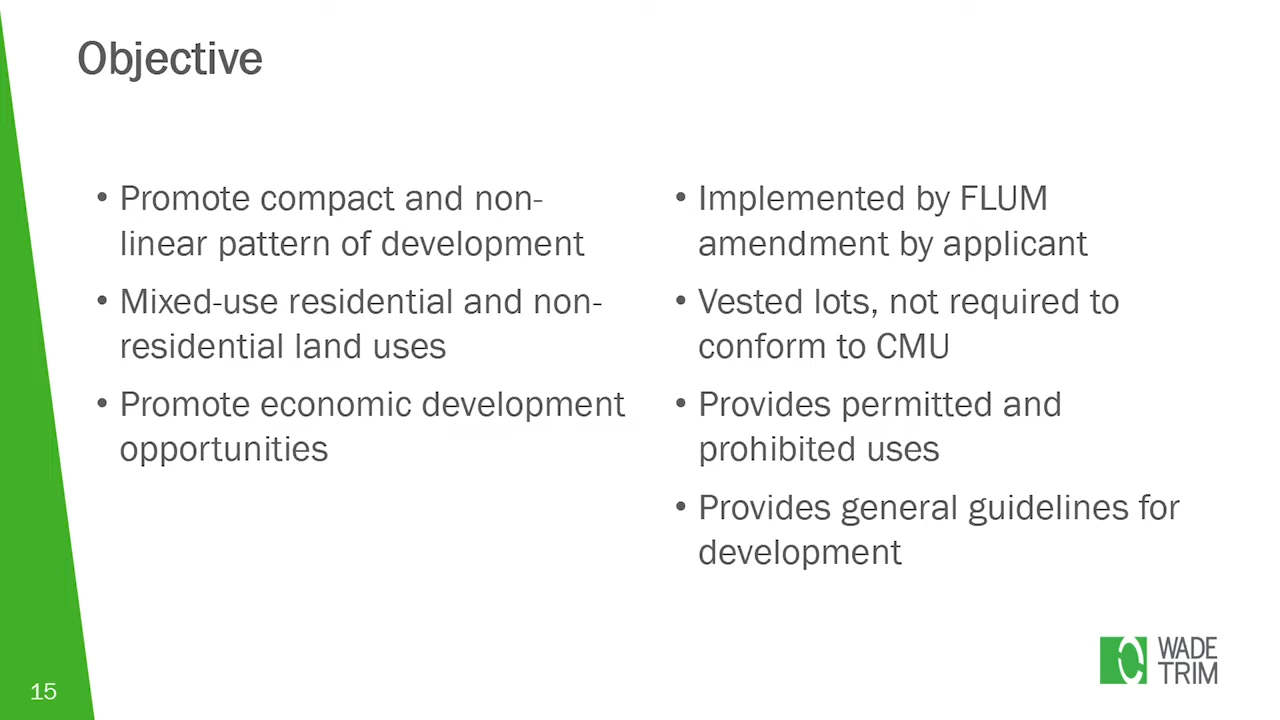 Objective
• Promote compact and non-
linear pattern of development
• Mixed-use residential and non-
residential land uses
• Promote economic development
opportunities
• Implemented by FLUM
amendment by applicant
• Vested lots, not required to
conform to CMU
• Provides permitted and
prohibited uses
• Provides general guidelines for
development
WADE
TRIM
15